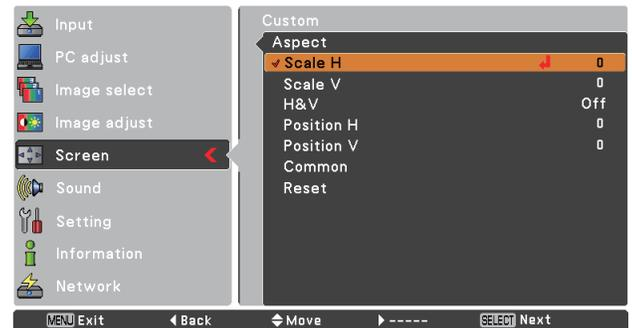 Input
PC adjust
Image select
Image adjust
Screen
Sound
Setting
Information
Network
Custom
Aspect
Scale H 0
Scale V 0
H&V Off
Position H 0
Position V 0
Common
Reset
MENU Exit Back Move ----- SELECT Next